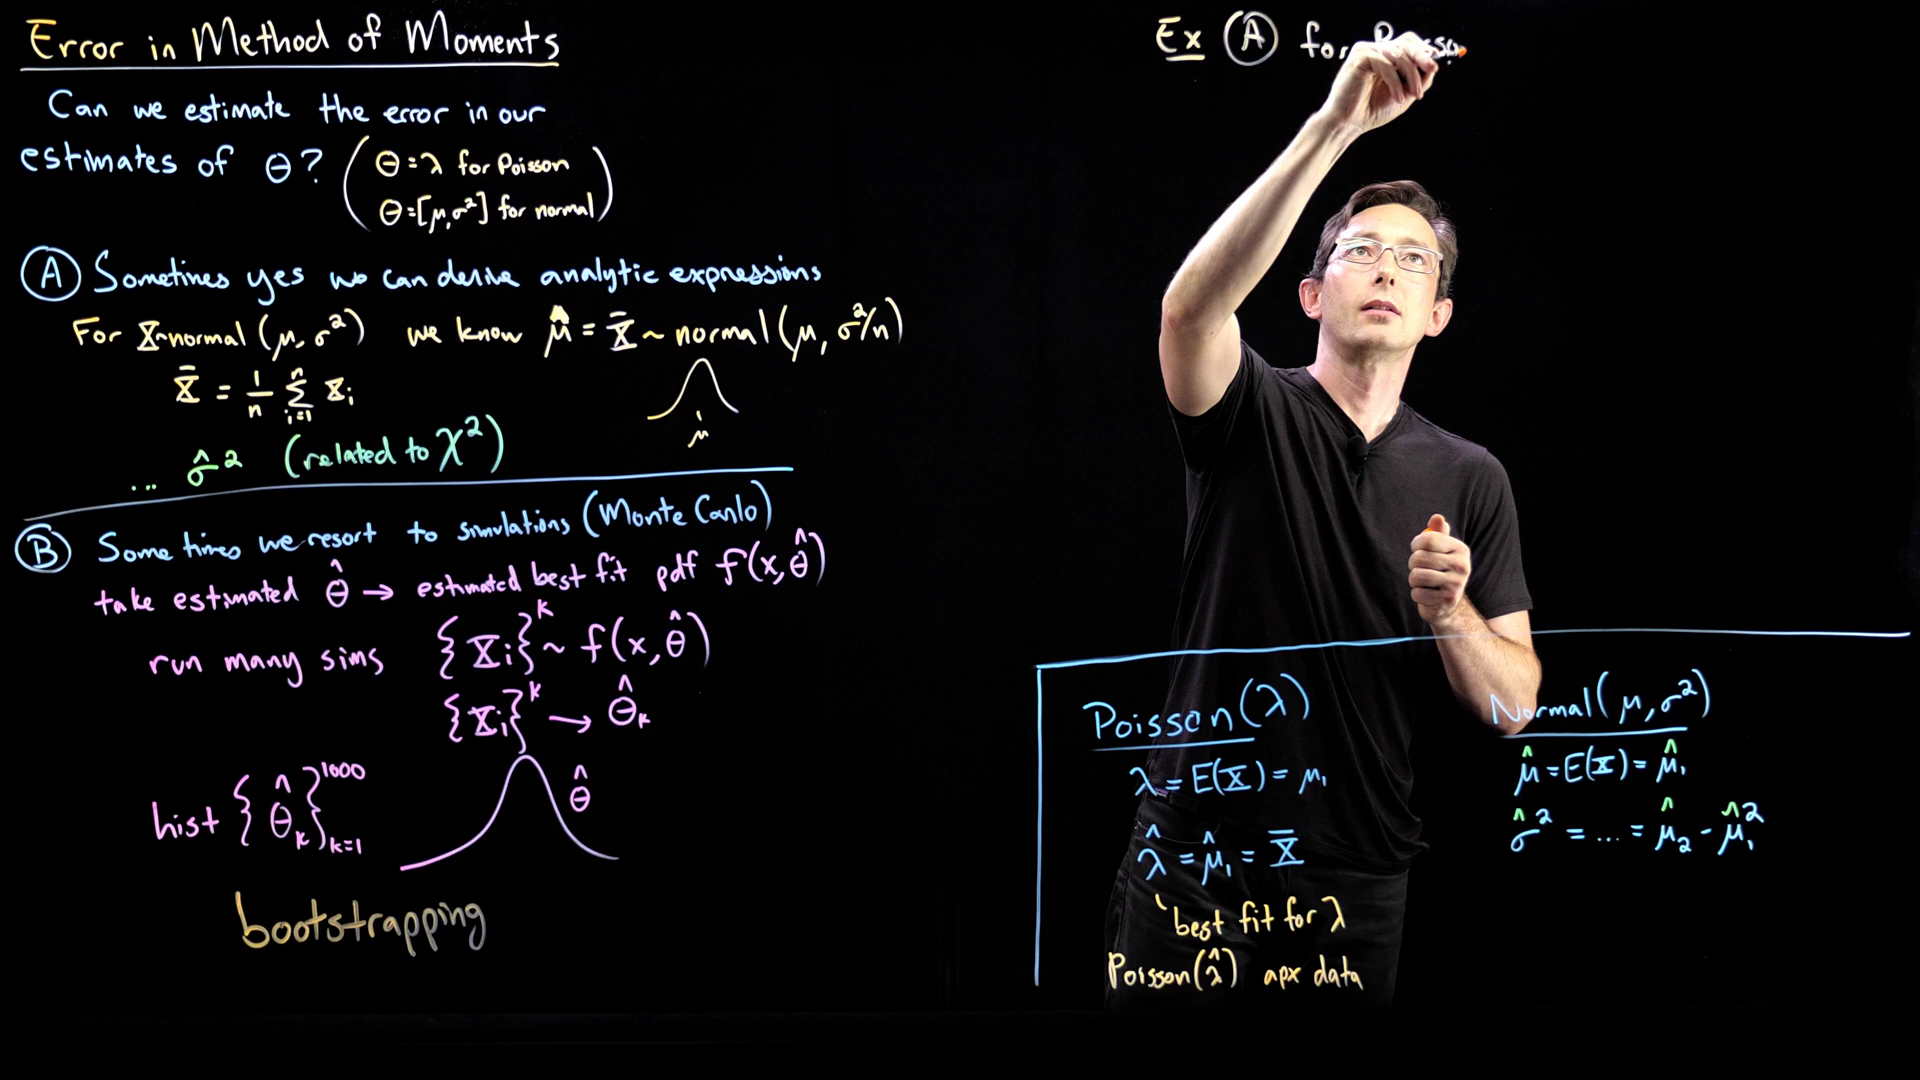 Error in Method of Moments
Can we estimate the error in our
estimates of θ? (θ=λ for Poisson
θ=[μ,σ²] for normal)
Ⓐ Sometimes yes we can derive analytic expressions
For X~normal(μ,σ²) we know μ̂ = X̄ ~ normal(μ, σ²/n)
X̄ = 1/n Σᵢ₌₁ⁿ Xᵢ
μ
... σ̂² (related to χ²)
Ⓑ Some times we resort to simulations (Monte Carlo)
take estimated θ̂ → estimated best fit pdf f(x,θ̂)
run many sims {Xᵢ}ᵏ ~ f(x,θ̂)
{Xᵢ}ᵏ → θ̂ₖ
hist {θ̂ₖ}¹⁰⁰⁰ₖ₌₁ θ̂
bootstrapping
Ex Ⓐ for
Poisson(λ)
λ = E(X) = μ₁
λ̂ = μ̂₁ = X̄
best fit for λ
Poisson(λ̂) apx data
Normal(μ,σ²)
μ̂ = E(X) = μ̂₁
σ̂² = ... = μ̂₂ - μ̂₁²